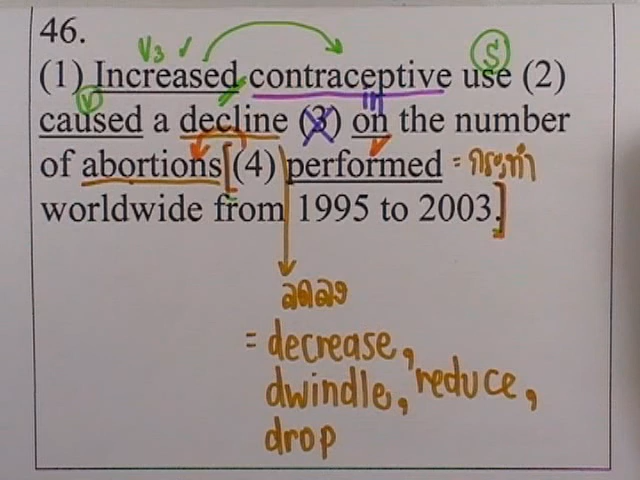 46.
V3 ✓ S
(1) Increased contraceptive use (2)
V in
caused a decline (3) on the number
of abortions [(4) performed = กระทำ
worldwide from 1995 to 2003.]
ลดลง
= decrease,
dwindle, reduce,
drop